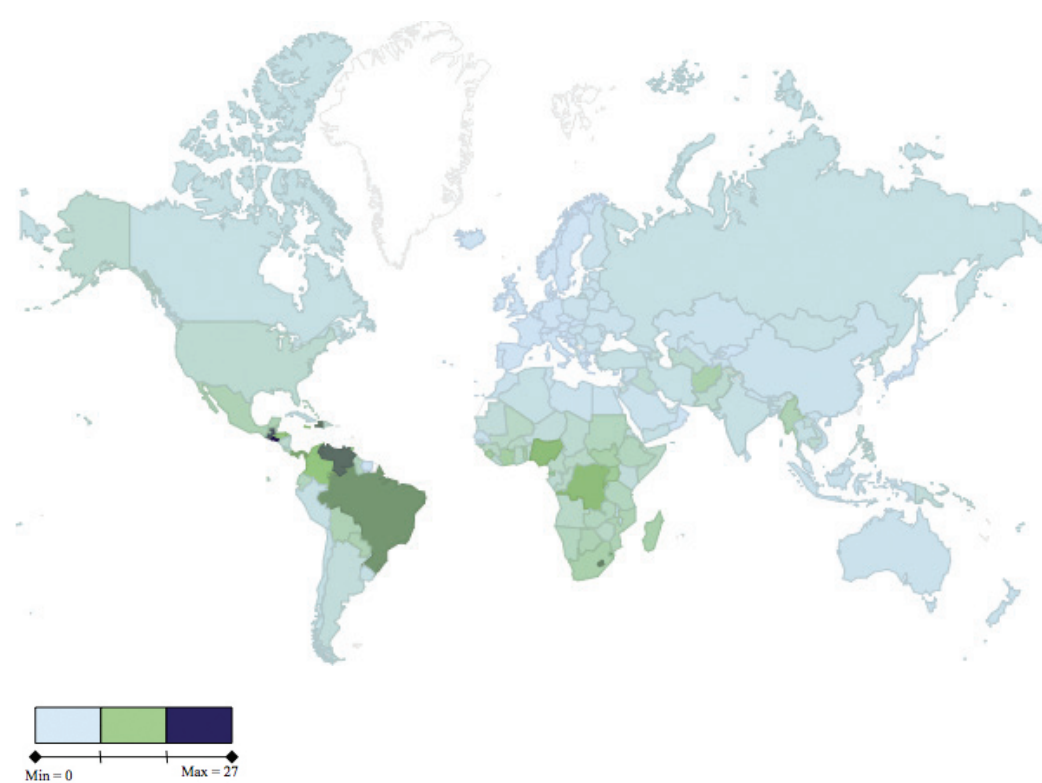 Min = 0
Max = 27